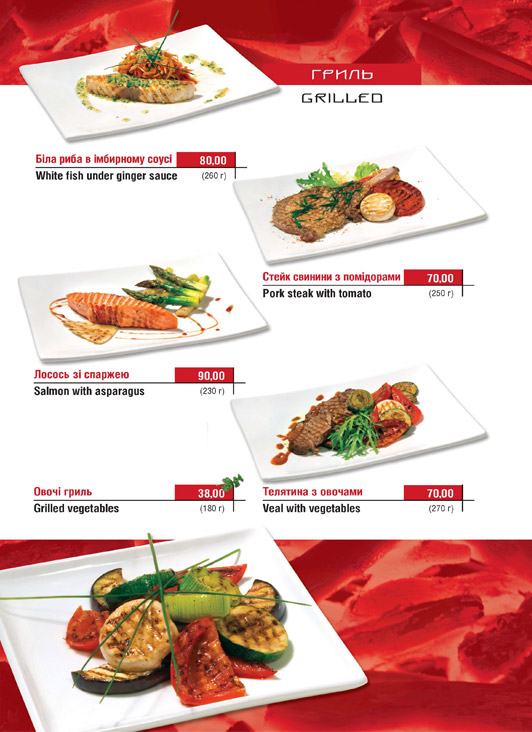 ГРИЛЬ
GRILLED
Біла риба в імбирному соусі 80,00
White fish under ginger sauce (260 г)
Стейк свинини з помідорами 70,00
Pork steak with tomato (250 г)
Лосось зі спаржею 90,00
Salmon with asparagus (230 г)
Овочі гриль 38,00
Grilled vegetables (180 г)
Телятина з овочами 70,00
Veal with vegetables (270 г)